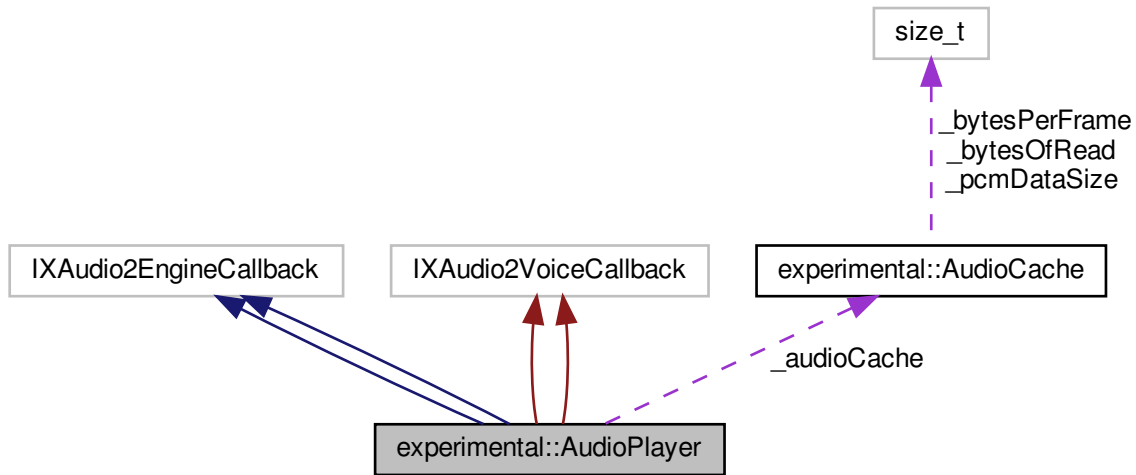 size_t
_bytesPerFrame
_bytesOfRead
_pcmDataSize
IXAudio2EngineCallback
IXAudio2VoiceCallback
experimental::AudioCache
_audioCache
experimental::AudioPlayer